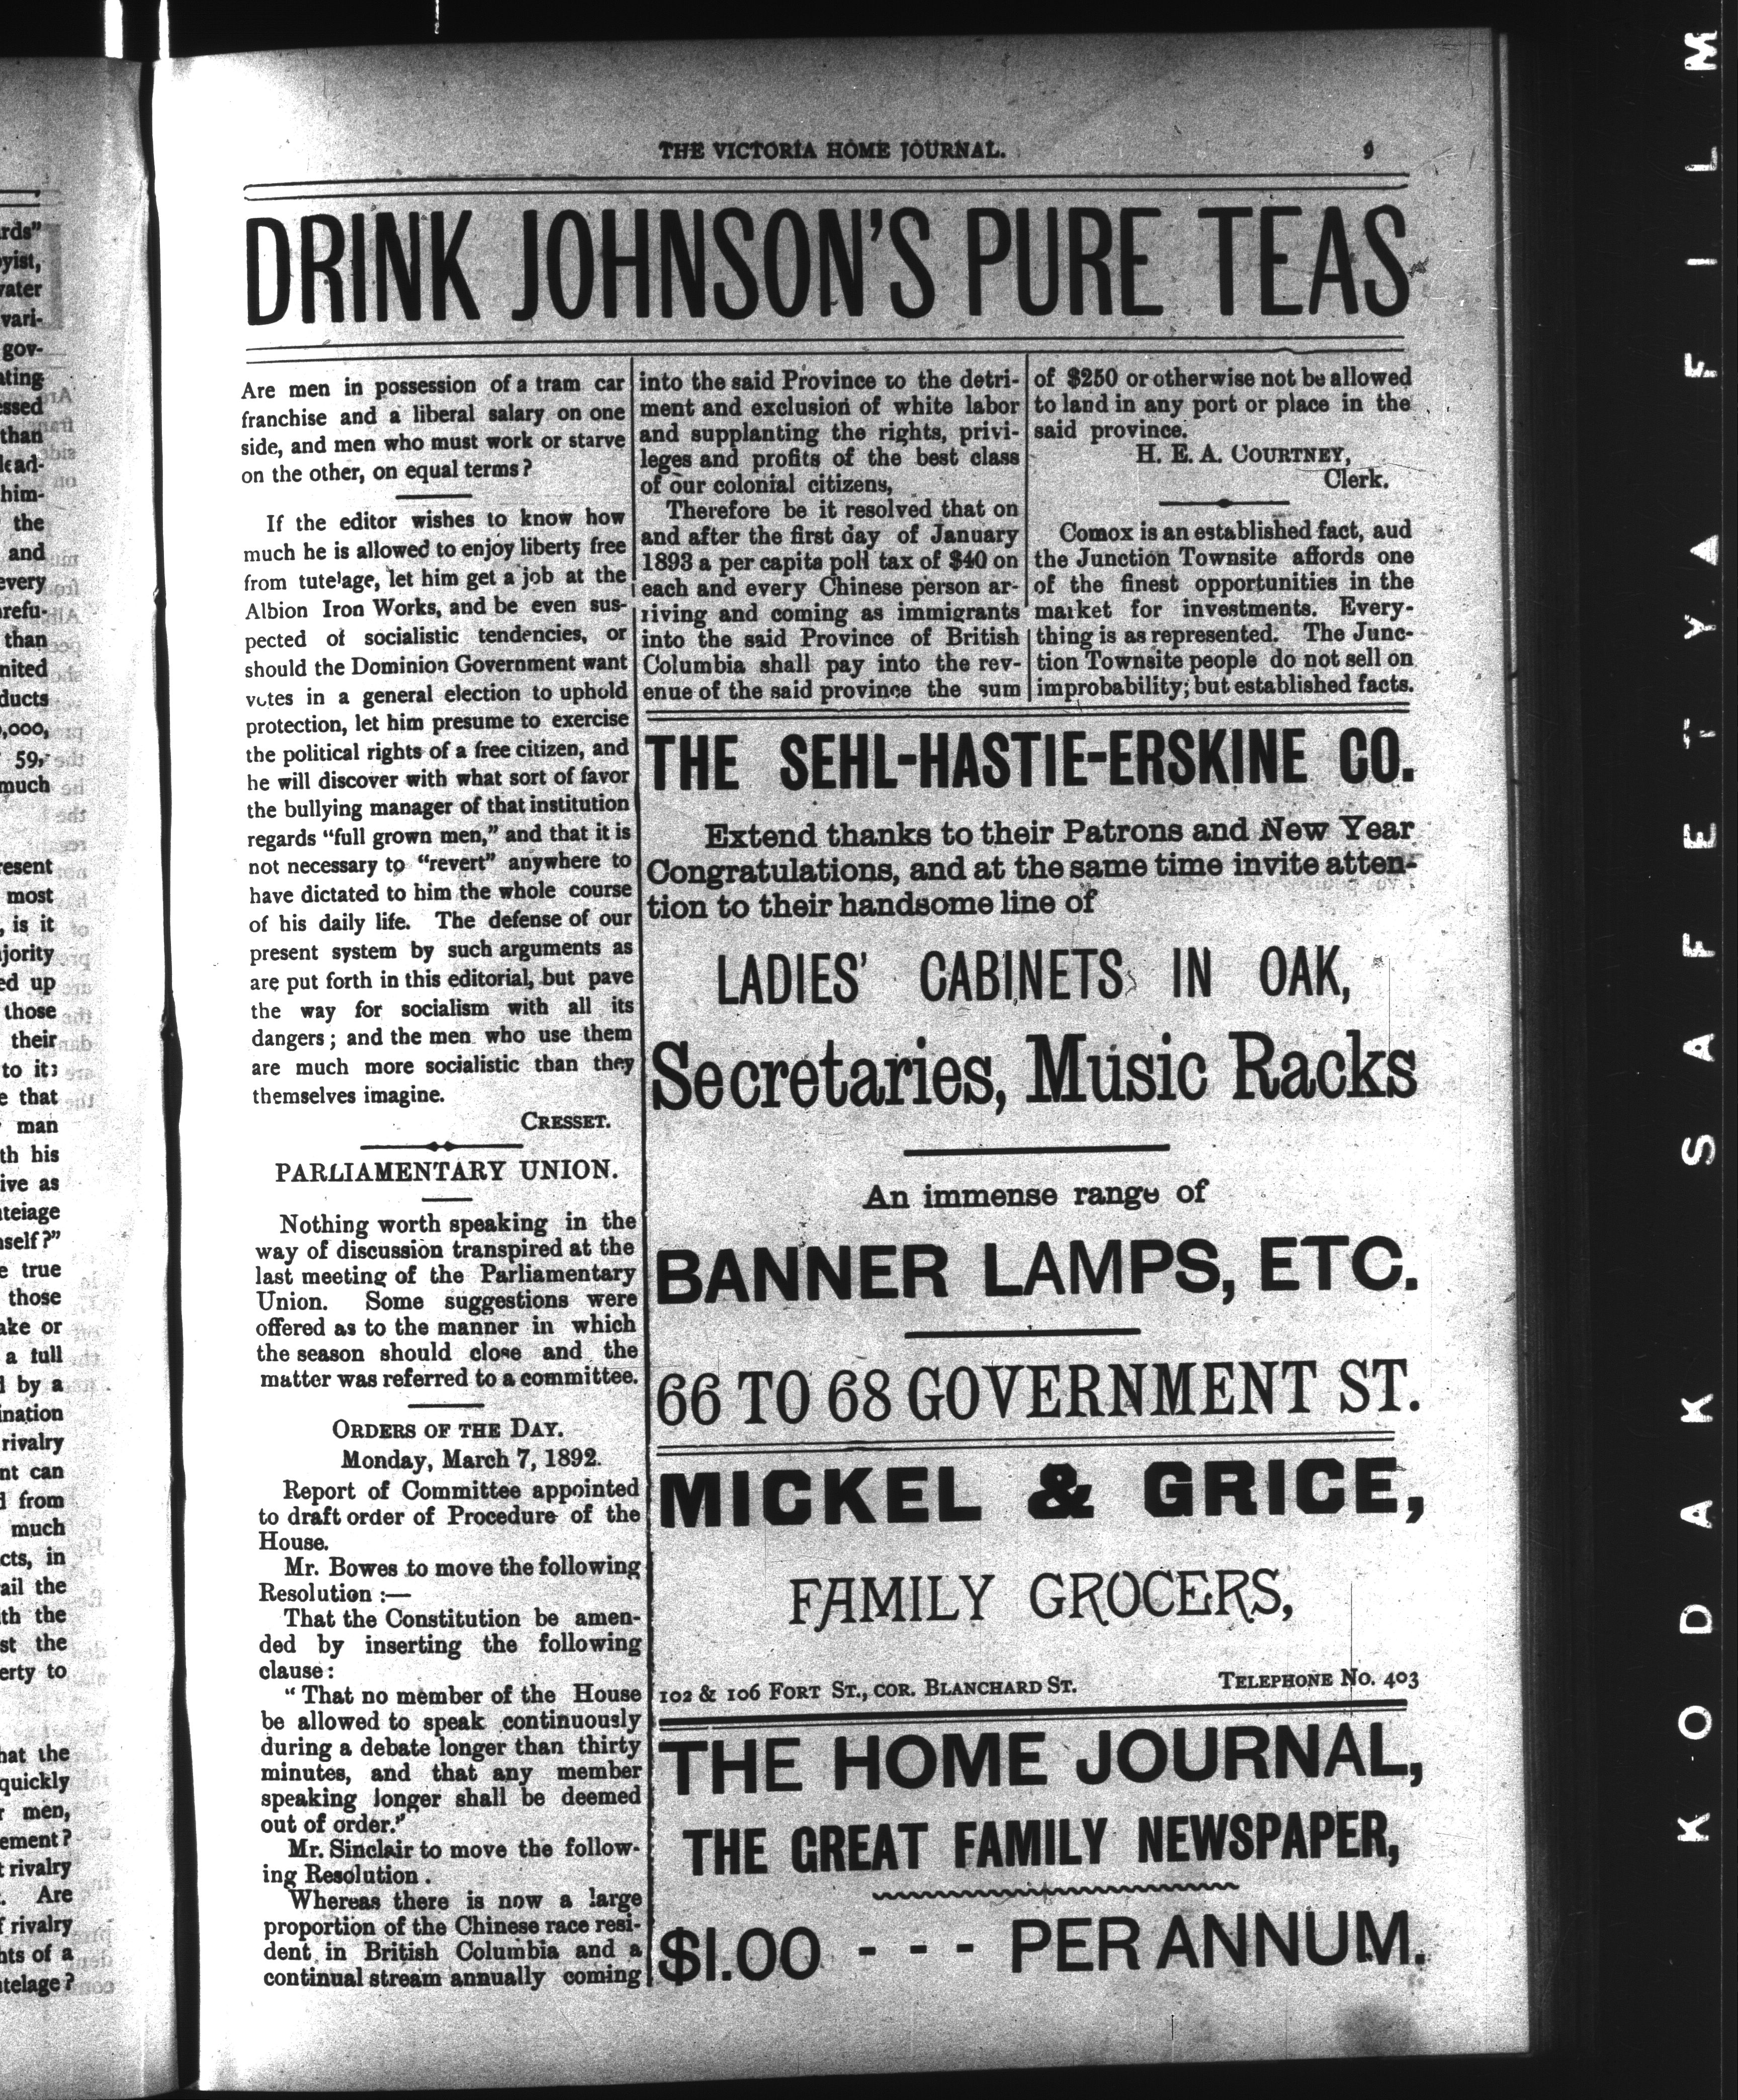 THE VICTORIA HOME JOURNAL. 9
DRINK JOHNSON'S PURE TEAS
Are men in possession of a tram car
franchise and a liberal salary on one
side, and men who must work or starve
on the other, on equal terms?
If the editor wishes to know how
much he is allowed to enjoy liberty free
from tutelage, let him get a job at the
Albion Iron Works, and be even sus-
pected of socialistic tendencies, or
should the Dominion Government want
votes in a general election to uphold
protection, let him presume to exercise
the political rights of a free citizen, and
he will discover with what sort of favor
the bullying manager of that institution
regards "full grown men," and that it is
not necessary to "revert" anywhere to
have dictated to him the whole course
of his daily life. The defense of our
present system by such arguments as
are put forth in this editorial, but pave
the way for socialism with all its
dangers; and the men who use them
are much more socialistic than they
themselves imagine.
CRESSET.
PARLIAMENTARY UNION.
Nothing worth speaking in the
way of discussion transpired at the
last meeting of the Parliamentary
Union. Some suggestions were
offered as to the manner in which
the season should close and the
matter was referred to a committee.
ORDERS OF THE DAY.
Monday, March 7, 1892.
Report of Committee appointed
to draft order of Procedure of the
House.
Mr. Bowes to move the following
Resolution :—
That the Constitution be amen-
ded by inserting the following
clause:
"That no member of the House
be allowed to speak continuously
during a debate longer than thirty
minutes, and that any member
speaking longer shall be deemed
out of order."
Mr. Sinclair to move the follow-
ing Resolution.
Whereas there is now a large
proportion of the Chinese race resi-
dent in British Columbia and a
continual stream annually coming
into the said Province to the detri-
ment and exclusion of white labor
and supplanting the rights, privi-
leges and profits of the best class
of our colonial citizens,
Therefore be it resolved that on
and after the first day of January
1893 a per capita poll tax of $40 on
each and every Chinese person ar-
riving and coming as immigrants
into the said Province of British
Columbia shall pay into the rev-
enue of the said province the sum
of $250 or otherwise not be allowed
to land in any port or place in the
said province.
H. E. A. COURTNEY,
Clerk.
Comox is an established fact, aud
the Junction Townsite affords one
of the finest opportunities in the
market for investments. Every-
thing is as represented. The Junc-
tion Townsite people do not sell on
improbability; but established facts.
THE SEHL-HASTIE-ERSKINE CO.
Extend thanks to their Patrons and New Year
Congratulations, and at the same time invite atten-
tion to their handsome line of
LADIES' CABINETS IN OAK,
Secretaries, Music Racks
An immense range of
BANNER LAMPS, ETC.
66 TO 68 GOVERNMENT ST.
MICKEL & GRICE,
FAMILY GROCERS,
102 & 106 FORT ST., COR. BLANCHARD ST. TELEPHONE NO. 403
THE HOME JOURNAL,
THE GREAT FAMILY NEWSPAPER,
$1.00 - - - PER ANNUM.
KODAK SAFETY FILM